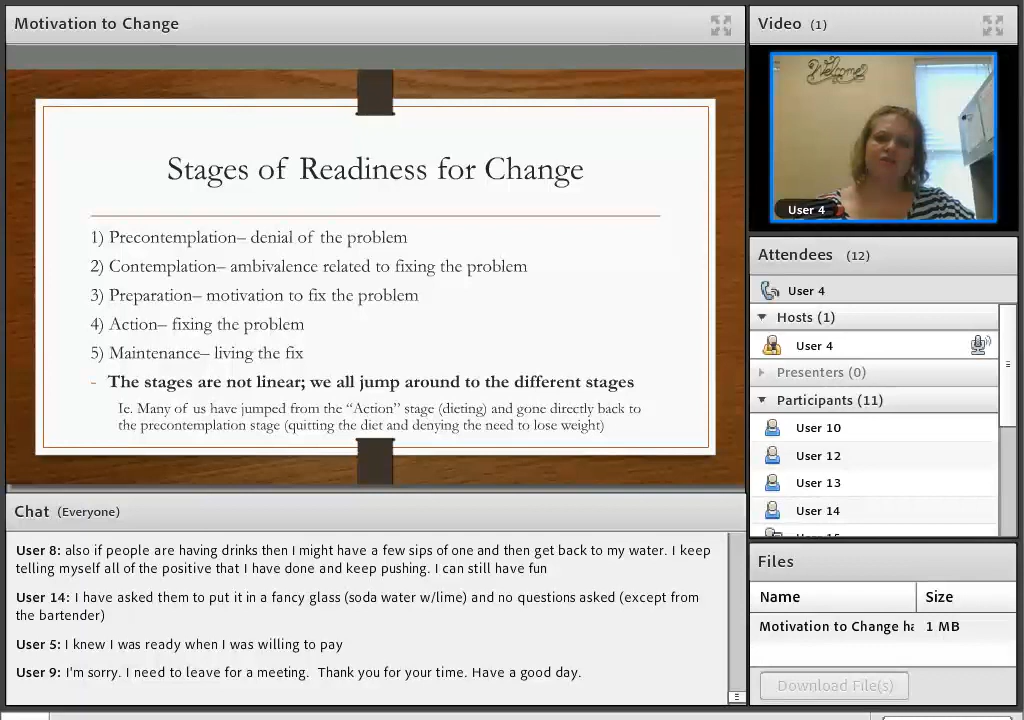 Motivation to Change
Stages of Readiness for Change
1) Precontemplation– denial of the problem
2) Contemplation– ambivalence related to fixing the problem
3) Preparation– motivation to fix the problem
4) Action– fixing the problem
5) Maintenance– living the fix
- The stages are not linear; we all jump around to the different stages
Ie. Many of us have jumped from the “Action” stage (dieting) and gone directly back to
the precontemplation stage (quitting the diet and denying the need to lose weight)
Chat (Everyone)
User 8: also if people are having drinks then I might have a few sips of one and then get back to my water. I keep
telling myself all of the positive that I have done and keep pushing. I can still have fun
User 14: I have asked them to put it in a fancy glass (soda water w/lime) and no questions asked (except from
the bartender)
User 5: I knew I was ready when I was willing to pay
User 9: I'm sorry. I need to leave for a meeting. Thank you for your time. Have a good day.
Video (1)
Welcome
User 4
Attendees (12)
User 4
Hosts (1)
User 4
Presenters (0)
Participants (11)
User 10
User 12
User 13
User 14
Files
Name Size
Motivation to Change ha 1 MB
Download File(s)